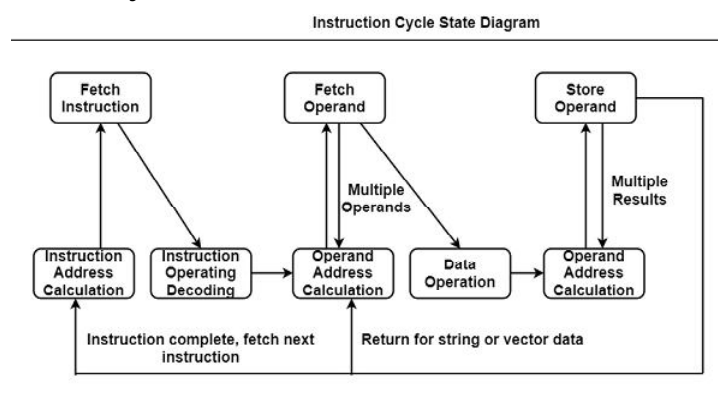 Instruction Cycle State Diagram
Fetch
Instruction
Fetch
Operand
Store
Operand
Multiple
Operands
Multiple
Results
Instruction
Address
Calculation
Instruction
Operating
Decoding
Operand
Address
Calculation
Data
Operation
Operand
Address
Calculation
Instruction complete, fetch next
instruction
Return for string or vector data